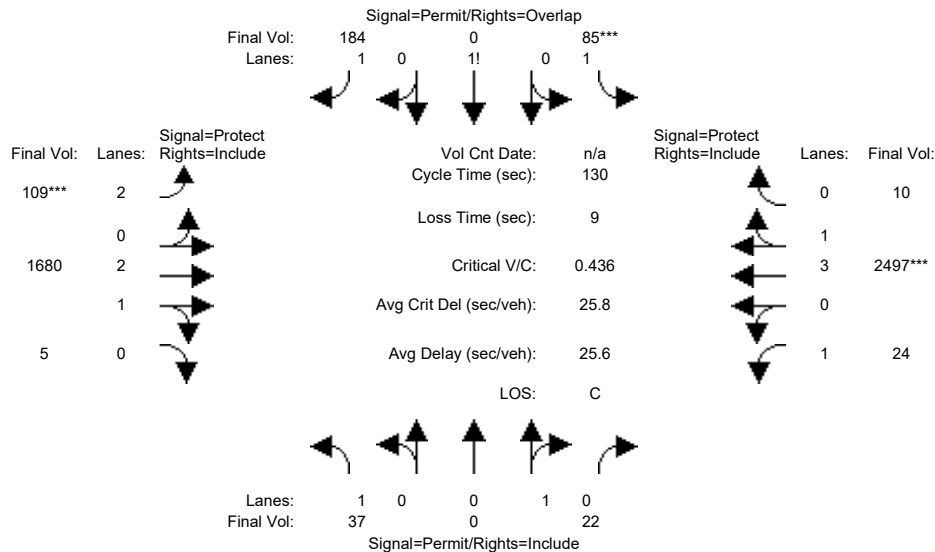 Signal=Permit/Rights=Overlap
Final Vol: 184 0 85***
Lanes: 1 0 1! 0 1
Signal=Protect Signal=Protect
Final Vol: Lanes: Rights=Include Vol Cnt Date: n/a Rights=Include Lanes: Final Vol:
Cycle Time (sec): 130
109*** 2 0 10
Loss Time (sec): 9
0 1
1680 2 Critical V/C: 0.436 3 2497***
1 Avg Crit Del (sec/veh): 25.8 0
5 0 Avg Delay (sec/veh): 25.6 1 24
LOS: C
Lanes: 1 0 0 1 0
Final Vol: 37 0 22
Signal=Permit/Rights=Include